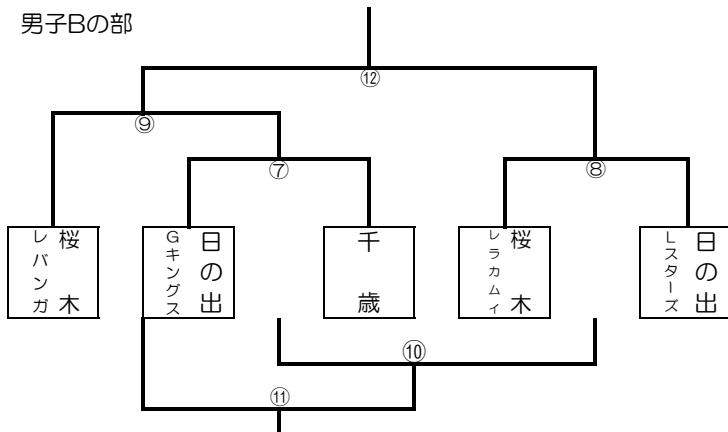 男子Bの部
⑫
⑨
⑦
⑧
桜木
レバンガ
日の出
Gキングス
千歳
桜木
レラカムイ
日の出
Lスターズ
⑩
⑪